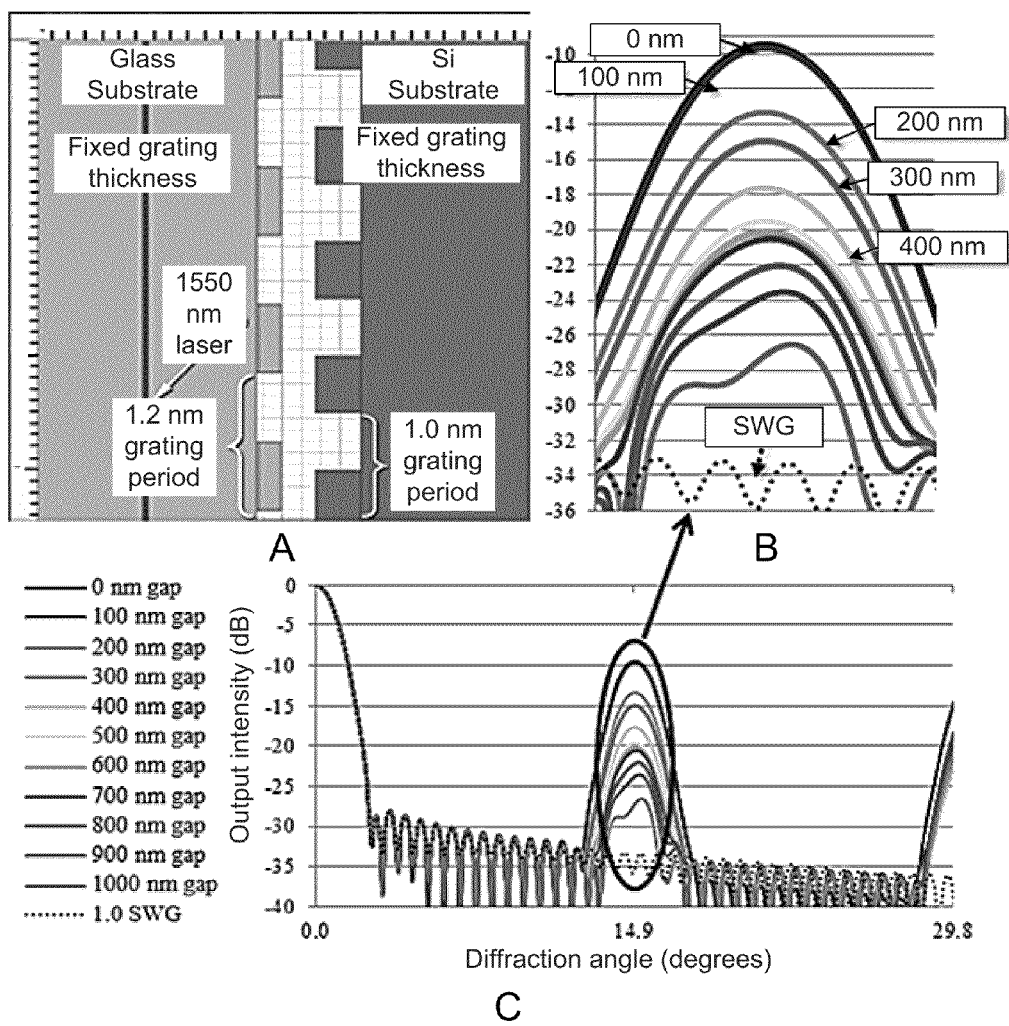 Glass
Substrate
Si
Substrate
Fixed grating
thickness
Fixed grating
thickness
1550
nm
laser
1.2 nm
grating
period
1.0 nm
grating
period
A
-10
-14
-16
-18
-20
-22
-24
-26
-28
-30
-32
-34
-36
0 nm
100 nm
200 nm
300 nm
400 nm
SWG
B
0 nm gap
100 nm gap
200 nm gap
300 nm gap
400 nm gap
500 nm gap
600 nm gap
700 nm gap
800 nm gap
900 nm gap
1000 nm gap
1.0 SWG
Output intensity (dB)
0
-5
-10
-15
-20
-25
-30
-35
-40
0.0
14.9
29.8
Diffraction angle (degrees)
C